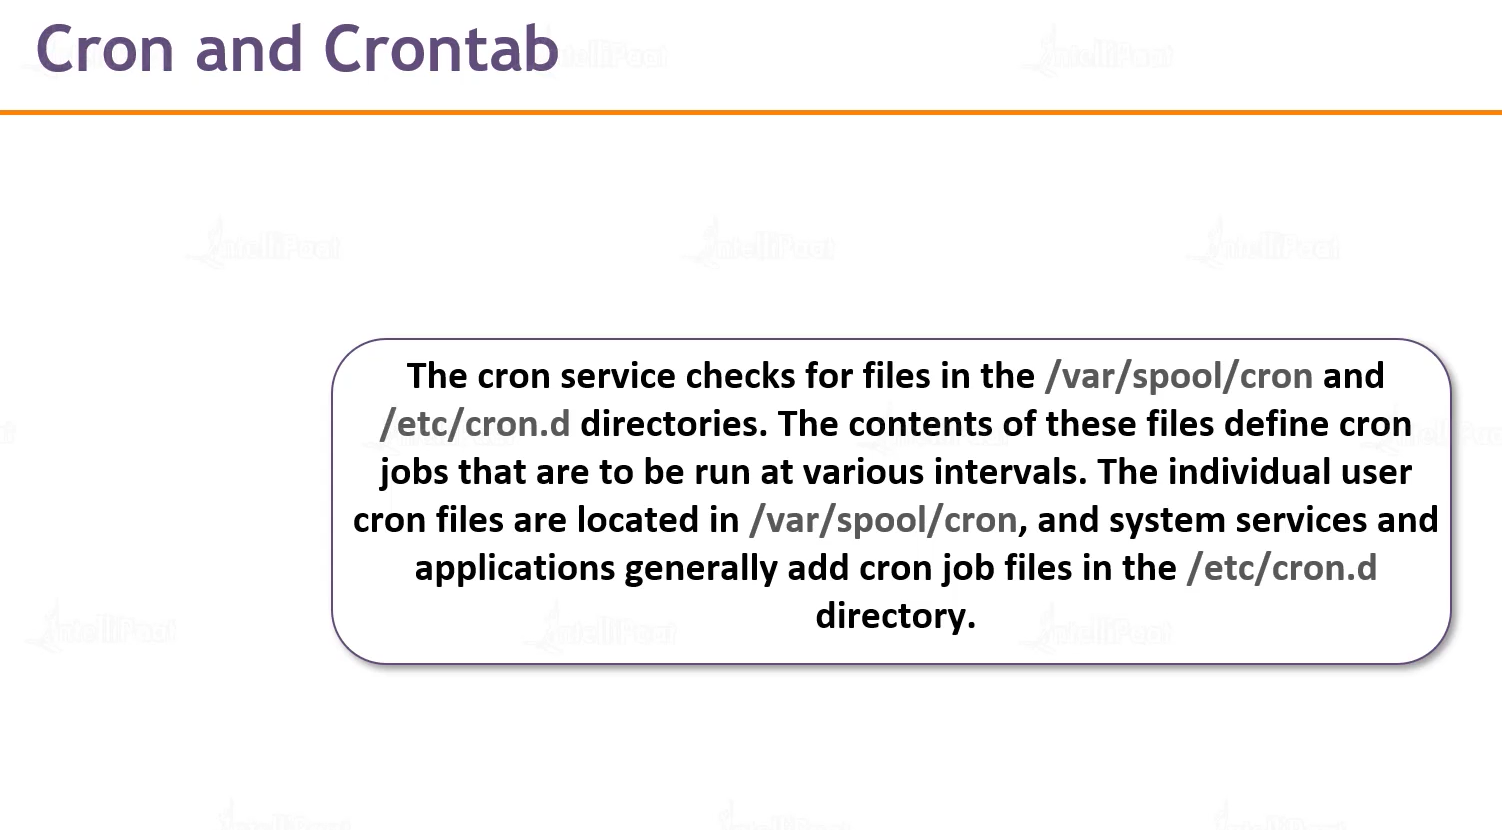 Cron and Crontab
The cron service checks for files in the /var/spool/cron and
/etc/cron.d directories. The contents of these files define cron
jobs that are to be run at various intervals. The individual user
cron files are located in /var/spool/cron, and system services and
applications generally add cron job files in the /etc/cron.d
directory.